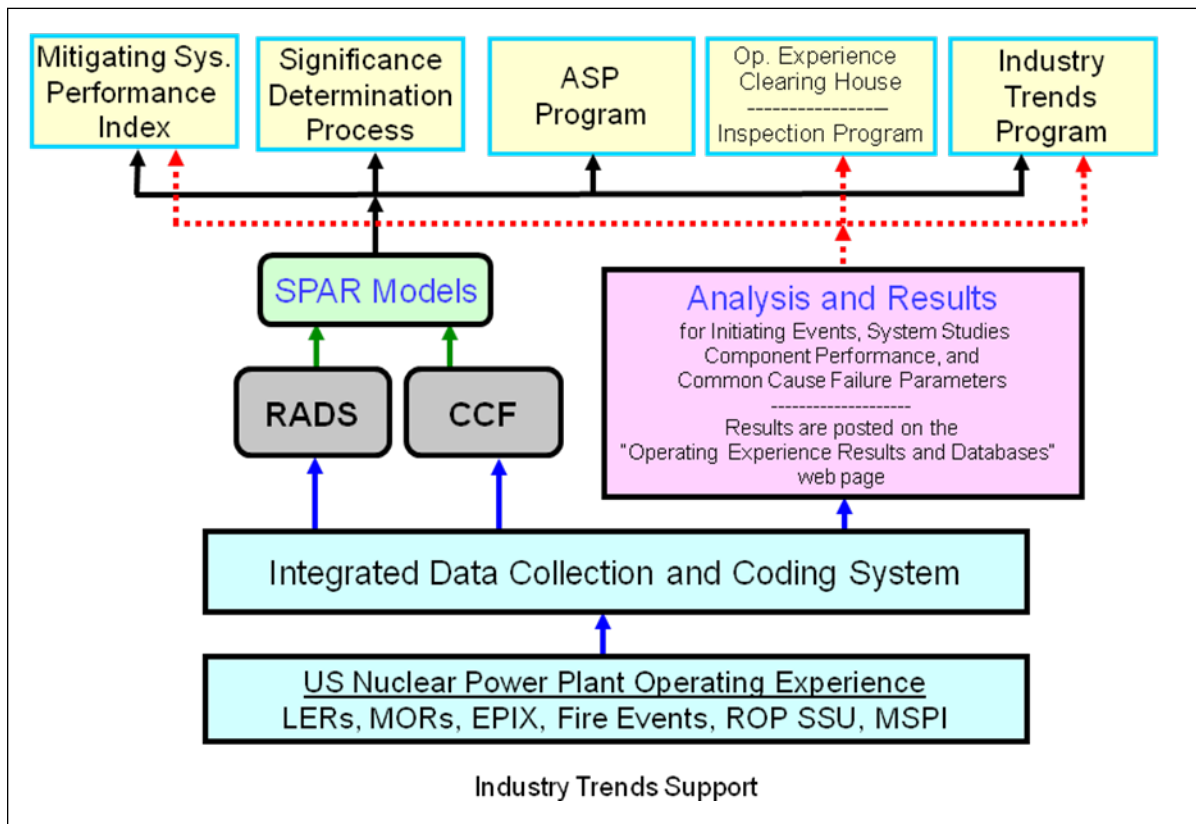 Mitigating Sys.
Performance
Index
Significance
Determination
Process
ASP
Program
Op. Experience
Clearing House
-----------------
Inspection Program
Industry
Trends
Program
SPAR Models
RADS
CCF
Analysis and Results
for Initiating Events, System Studies
Component Performance, and
Common Cause Failure Parameters
--------------------
Results are posted on the
"Operating Experience Results and Databases"
web page
Integrated Data Collection and Coding System
US Nuclear Power Plant Operating Experience
LERs, MORs, EPIX, Fire Events, ROP SSU, MSPI
Industry Trends Support